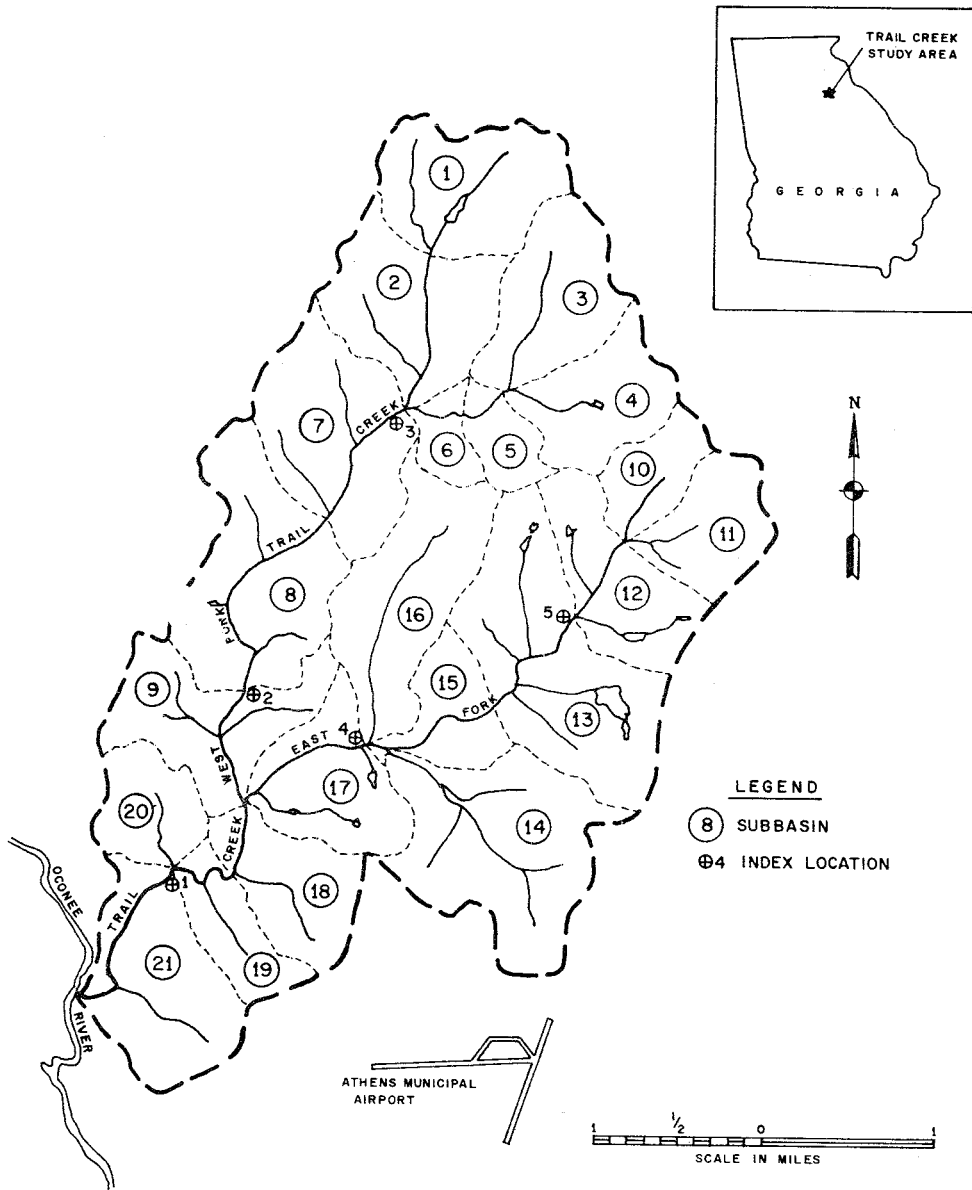 TRAIL CREEK
STUDY AREA
GEORGIA
1
2
3
4
CREEK
3
7
6
5
10
N
11
TRAIL
8
16
5
12
FORK
9
2
15
FORK
13
4
EAST
WEST
17
20
14
CREEK
1
18
OCONEE
TRAIL
21
19
RIVER
LEGEND
8 SUBBASIN
⊕4 INDEX LOCATION
ATHENS MUNICIPAL
AIRPORT
1 1/2 0 1
SCALE IN MILES